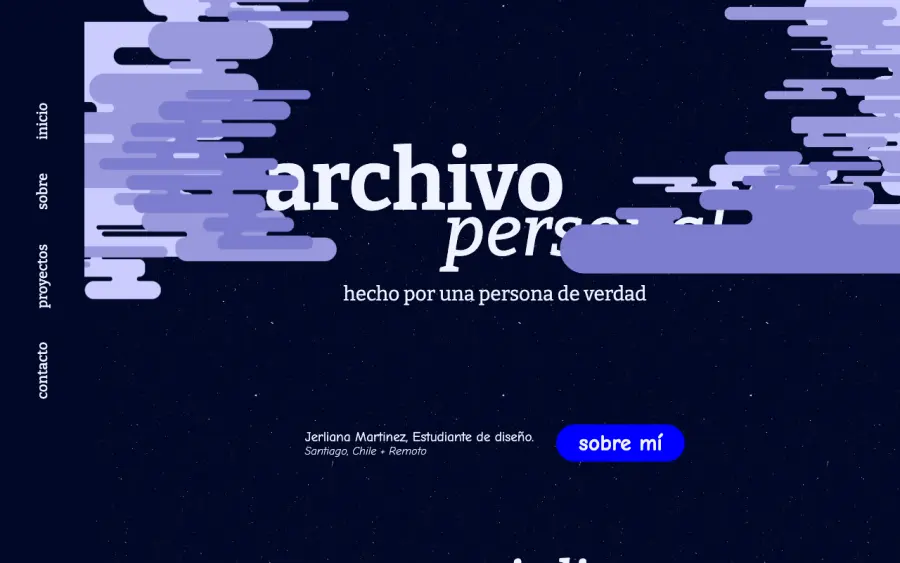 inicio
sobre
proyectos
contacto
archivo
personal
hecho por una persona de verdad
Jerliana Martinez, Estudiante de diseño.
Santiago, Chile + Remoto
sobre mí